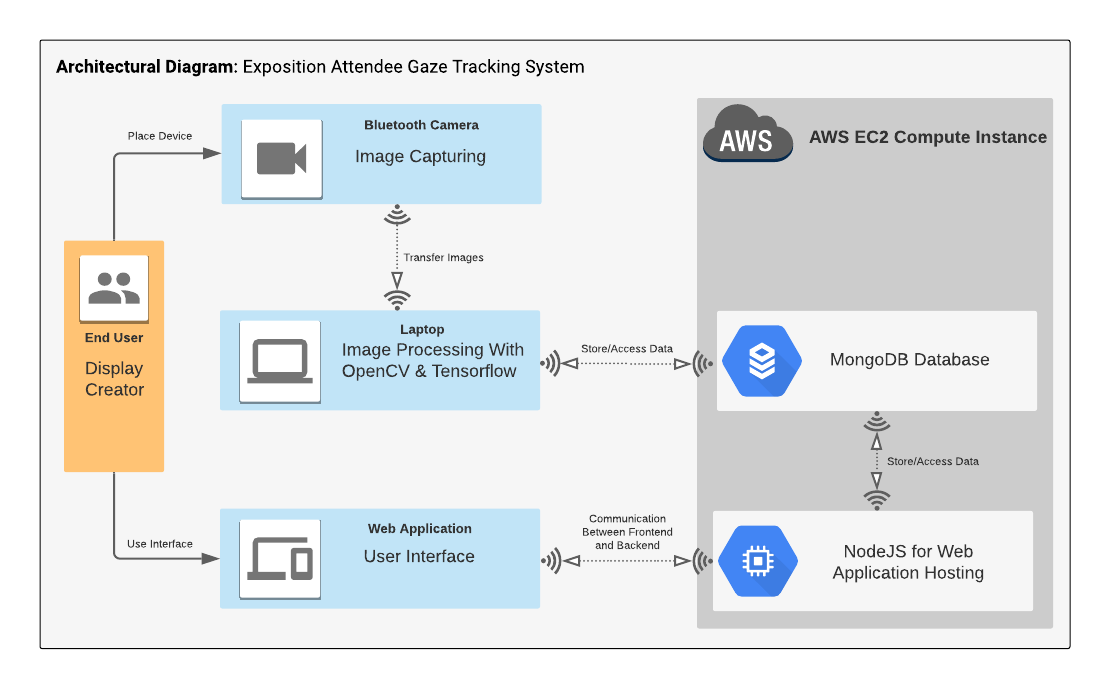 Architectural Diagram: Exposition Attendee Gaze Tracking System
Place Device
Bluetooth Camera
Image Capturing
AWS
AWS EC2 Compute Instance
Transfer Images
End User
Display
Creator
Laptop
Image Processing With
OpenCV & Tensorflow
Store/Access Data
MongoDB Database
Store/Access Data
Use Interface
Web Application
User Interface
Communication
Between Frontend
and Backend
NodeJS for Web
Application Hosting